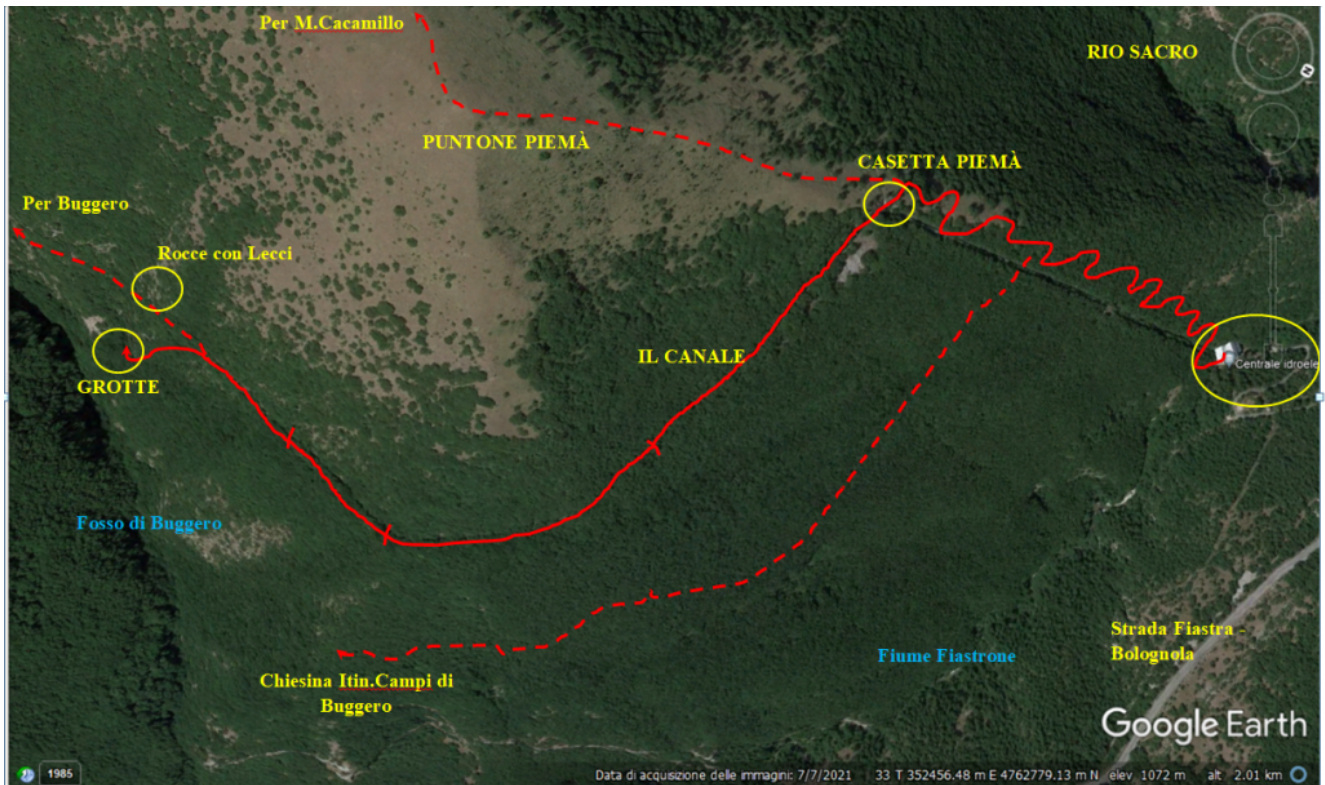 Per M.Cacamillo
RIO SACRO
PUNTONE PIEMÀ
CASETTA PIEMÀ
Per Buggero
Rocce con Lecci
IL CANALE
Centrale idroele
GROTTE
Fosso di Buggero
Strada Fiastra -
Bolognola
Fiume Fiastrone
Chiesina Itin.Campi di
Buggero
Google Earth
1985
Data di acquisizione delle immagini: 7/7/2021 33 T 352456.48 m E 4762779.13 m N elev 1072 m alt 2.01 km